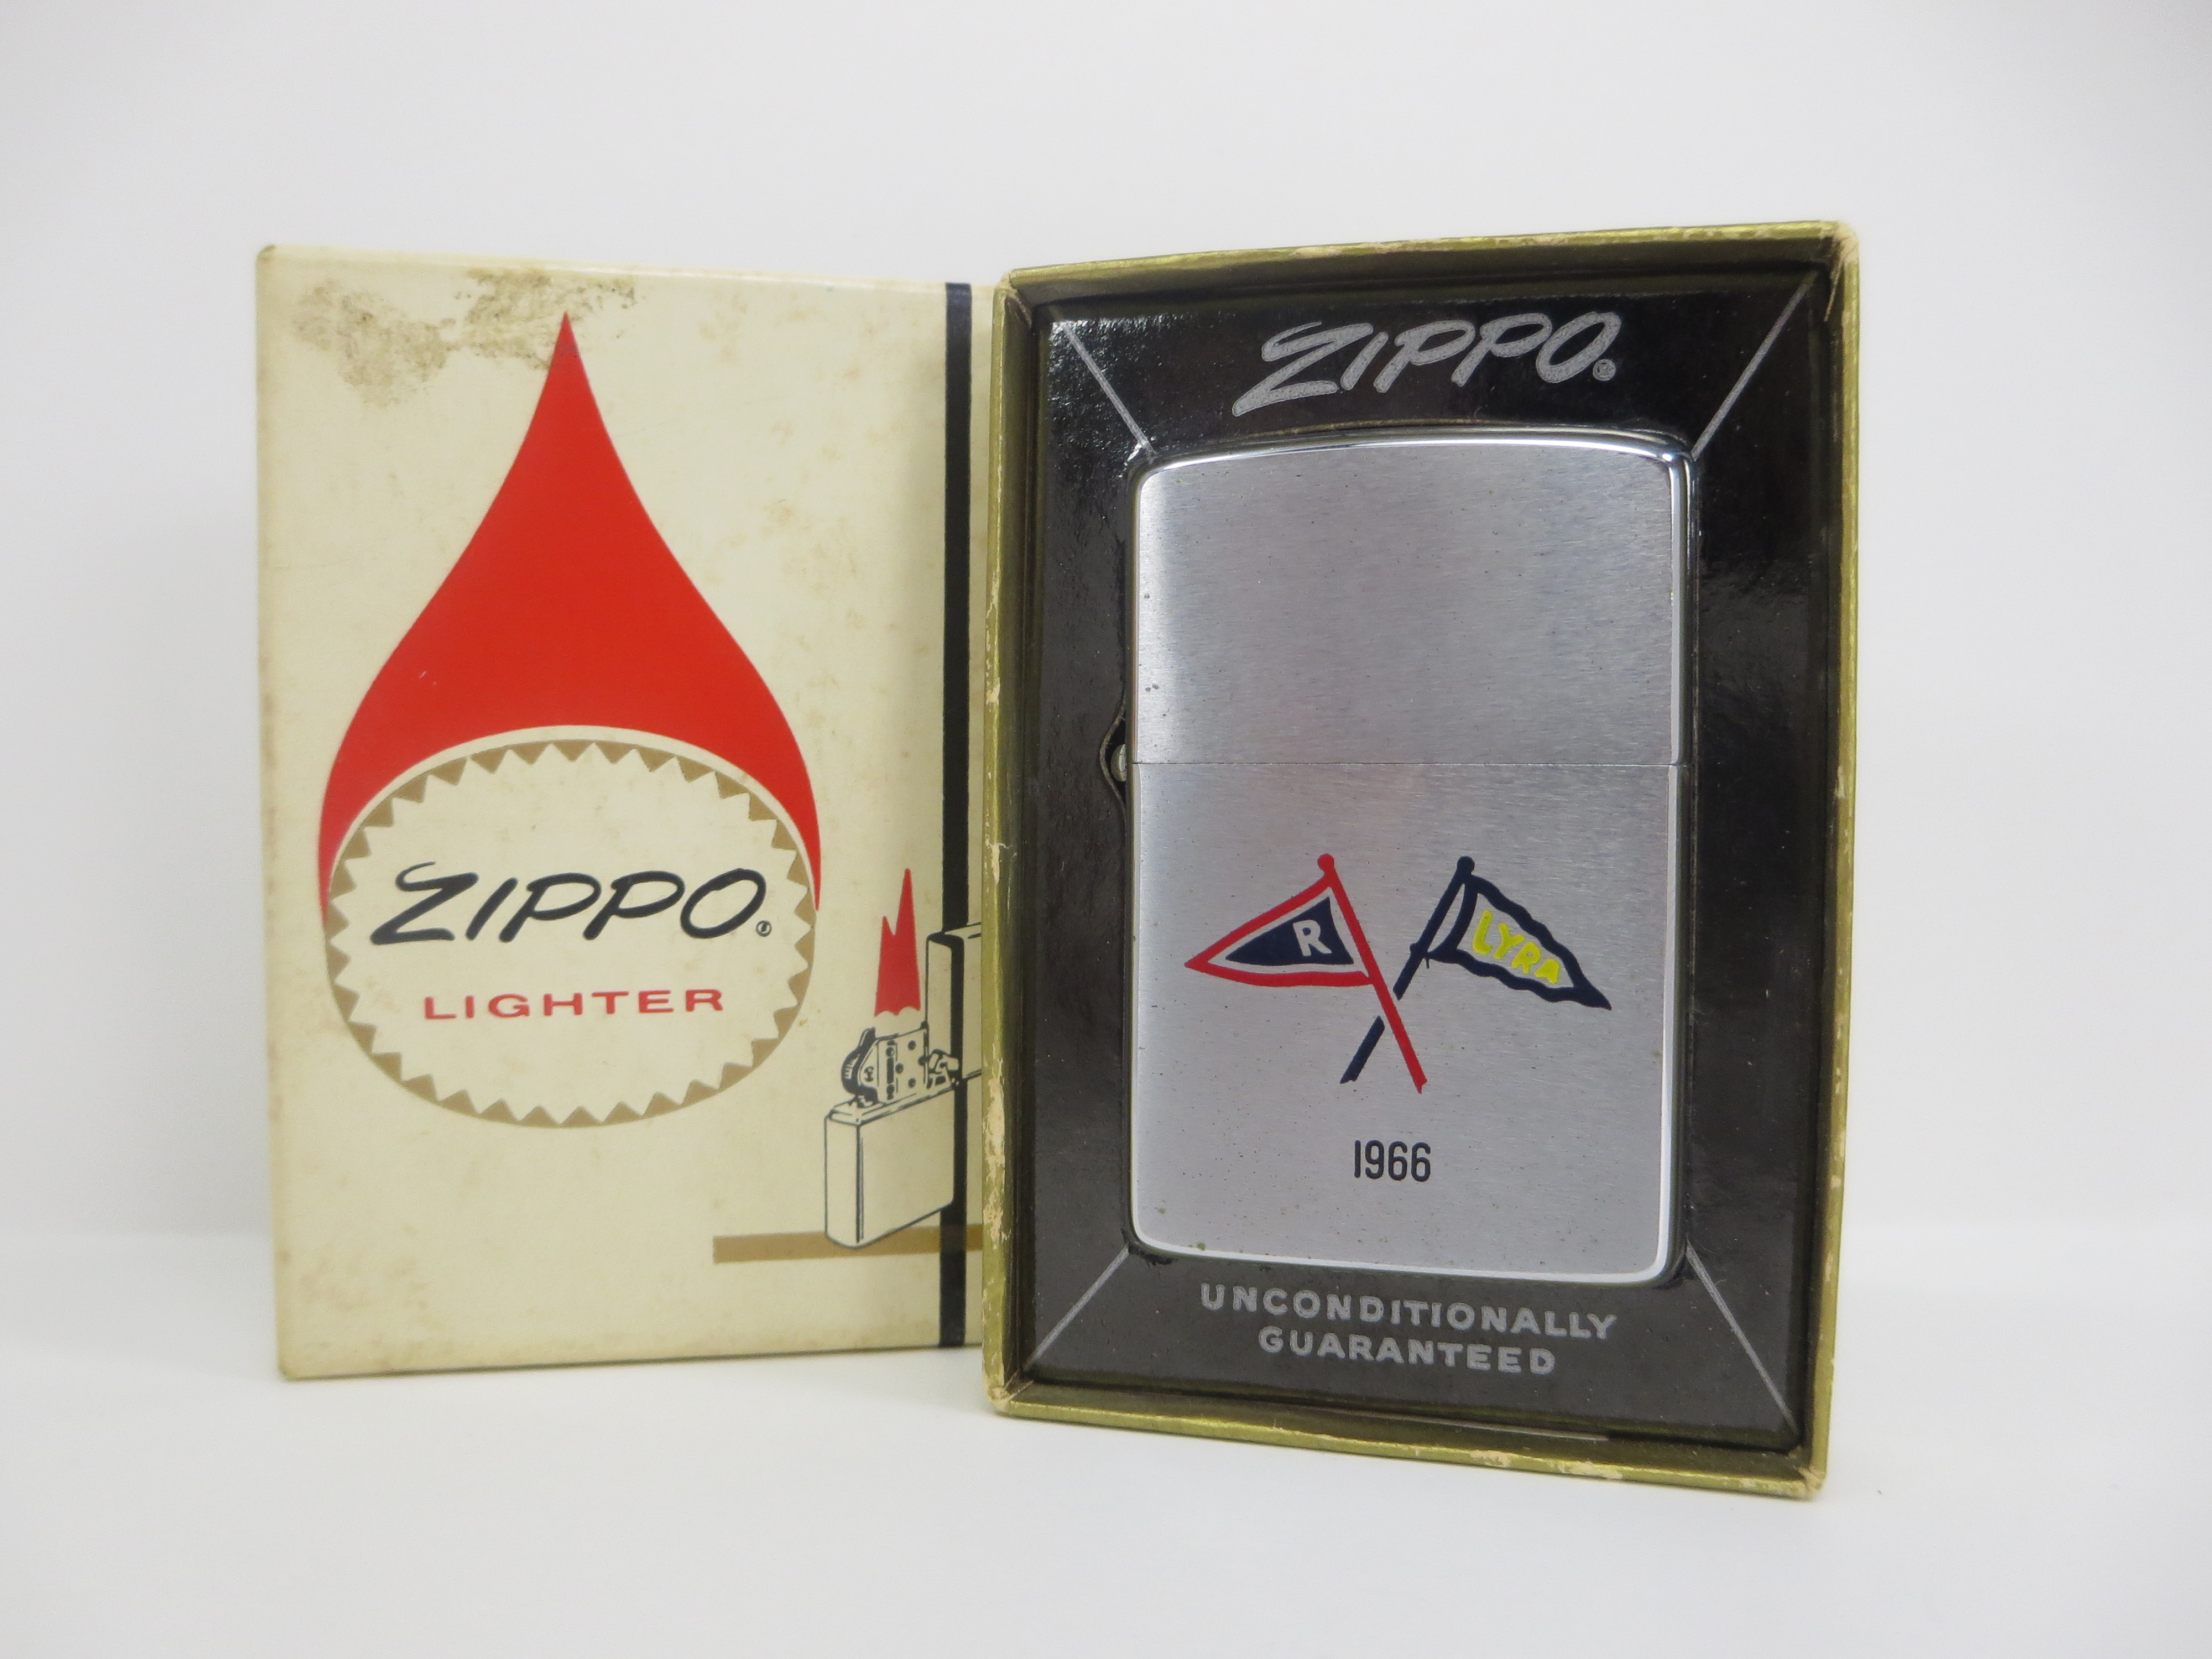 ZIPPO®
LIGHTER
ZIPPO®
R
LYRA
1966
UNCONDITIONALLY
GUARANTEED